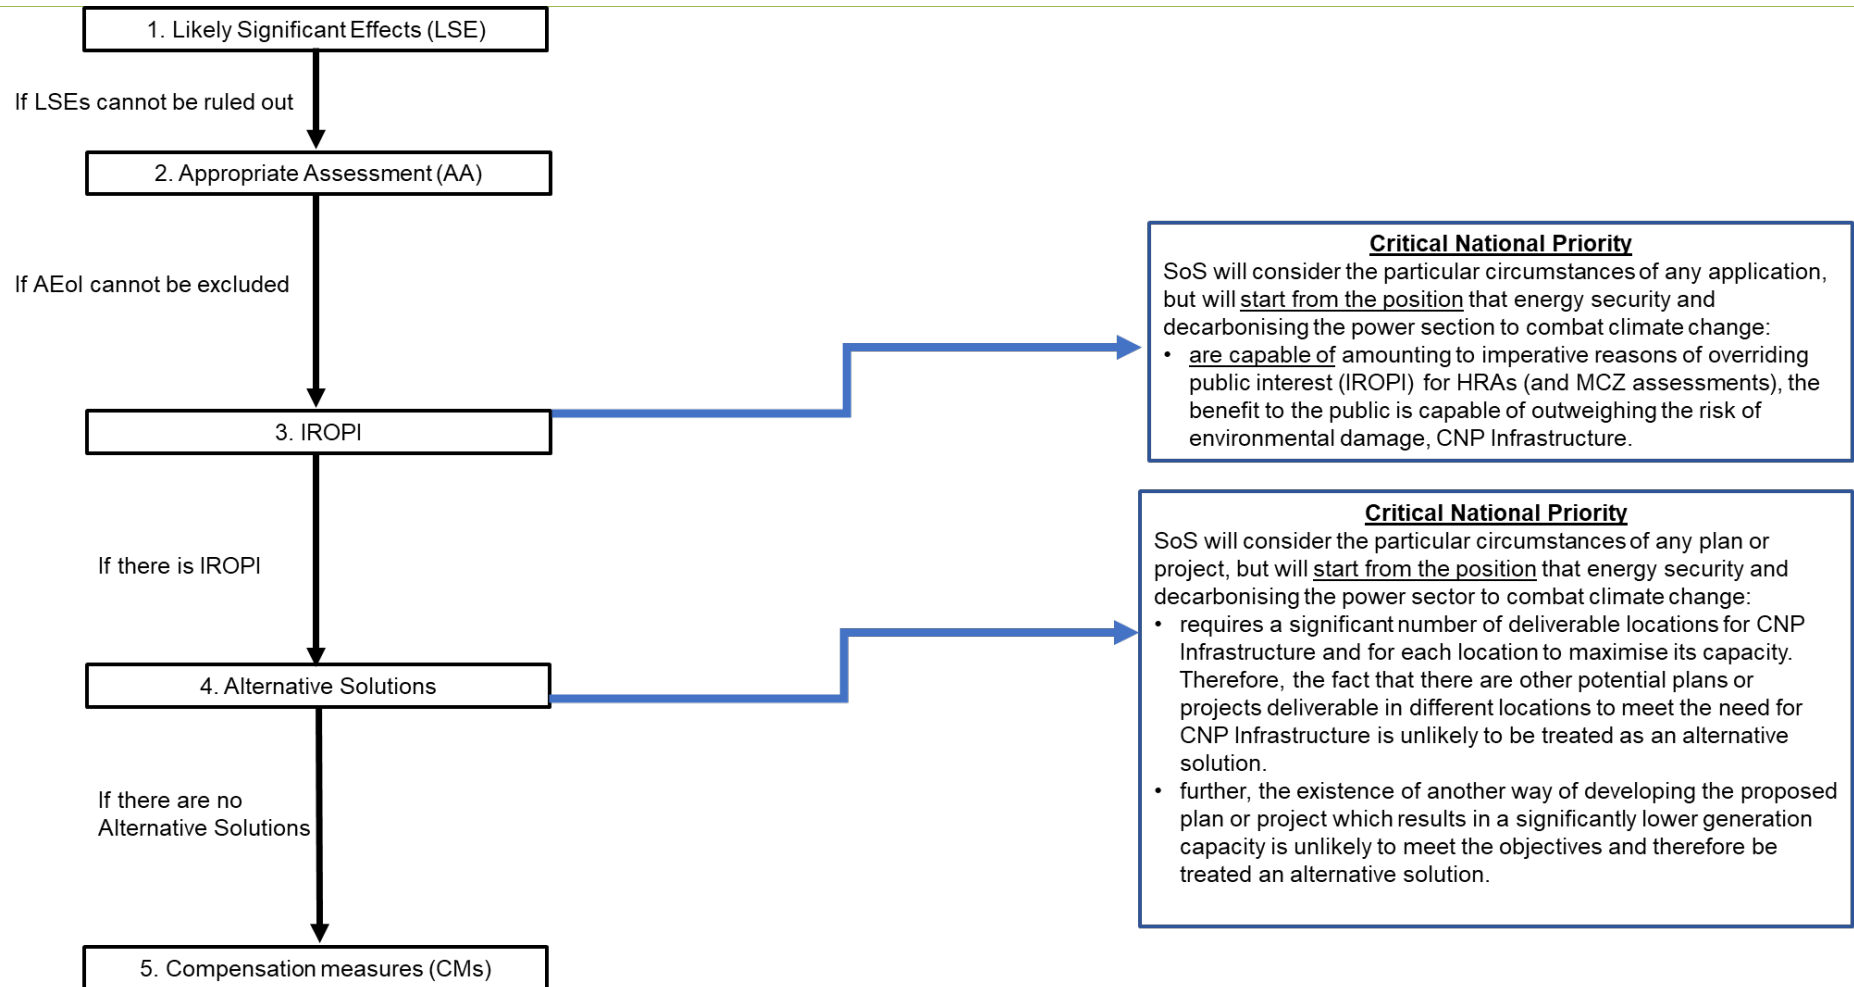 1. Likely Significant Effects (LSE)
If LSEs cannot be ruled out
2. Appropriate Assessment (AA)
If AEoI cannot be excluded
3. IROPI
Critical National Priority
SoS will consider the particular circumstances of any application,
but will start from the position that energy security and
decarbonising the power section to combat climate change:
• are capable of amounting to imperative reasons of overriding
public interest (IROPI) for HRAs (and MCZ assessments), the
benefit to the public is capable of outweighing the risk of
environmental damage, CNP Infrastructure.
If there is IROPI
4. Alternative Solutions
Critical National Priority
SoS will consider the particular circumstances of any plan or
project, but will start from the position that energy security and
decarbonising the power sector to combat climate change:
• requires a significant number of deliverable locations for CNP
Infrastructure and for each location to maximise its capacity.
Therefore, the fact that there are other potential plans or
projects deliverable in different locations to meet the need for
CNP Infrastructure is unlikely to be treated as an alternative
solution.
• further, the existence of another way of developing the proposed
plan or project which results in a significantly lower generation
capacity is unlikely to meet the objectives and therefore be
treated an alternative solution.
If there are no
Alternative Solutions
5. Compensation measures (CMs)